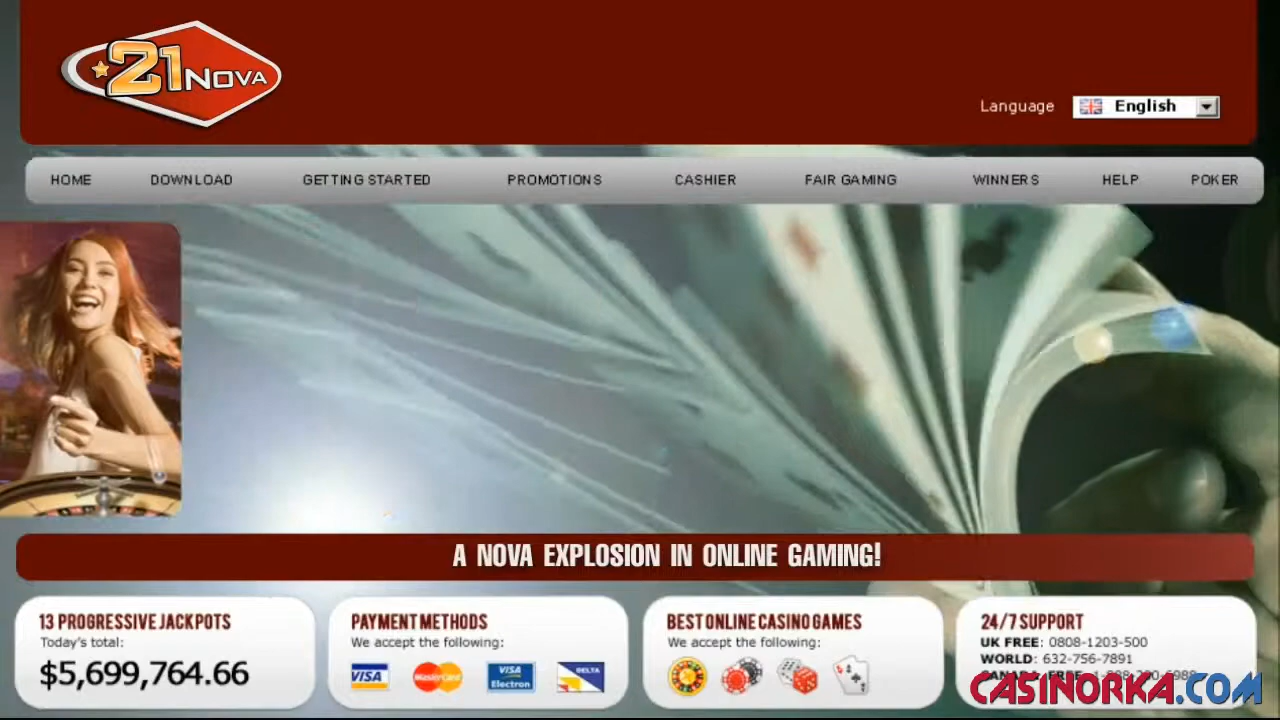 21NOVA
Language English
HOME DOWNLOAD GETTING STARTED PROMOTIONS CASHIER FAIR GAMING WINNERS HELP POKER
A NOVA EXPLOSION IN ONLINE GAMING!
13 PROGRESSIVE JACKPOTS
Today's total:
$5,699,764.66
PAYMENT METHODS
We accept the following:
VISA MasterCard VISA Electron DELTA
BEST ONLINE CASINO GAMES
We accept the following:
24/7 SUPPORT
UK FREE: 0808-1203-500
WORLD: 632-756-7891
CASINORKA.COM